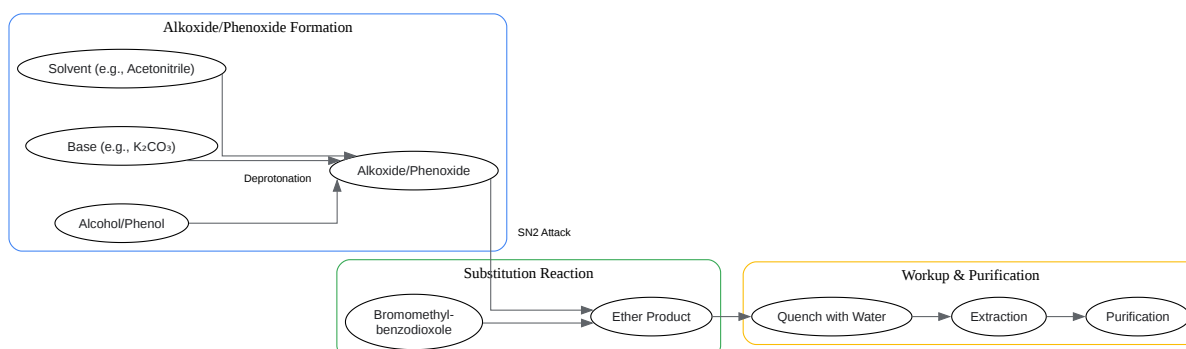 Alkoxide/Phenoxide Formation
Solvent (e.g., Acetonitrile)
Base (e.g., K₂CO₃)
Alkoxide/Phenoxide
Deprotonation
Alcohol/Phenol
SN2 Attack
Substitution Reaction
Bromomethyl-
benzodioxole
Ether Product
Workup & Purification
Quench with Water
Extraction
Purification